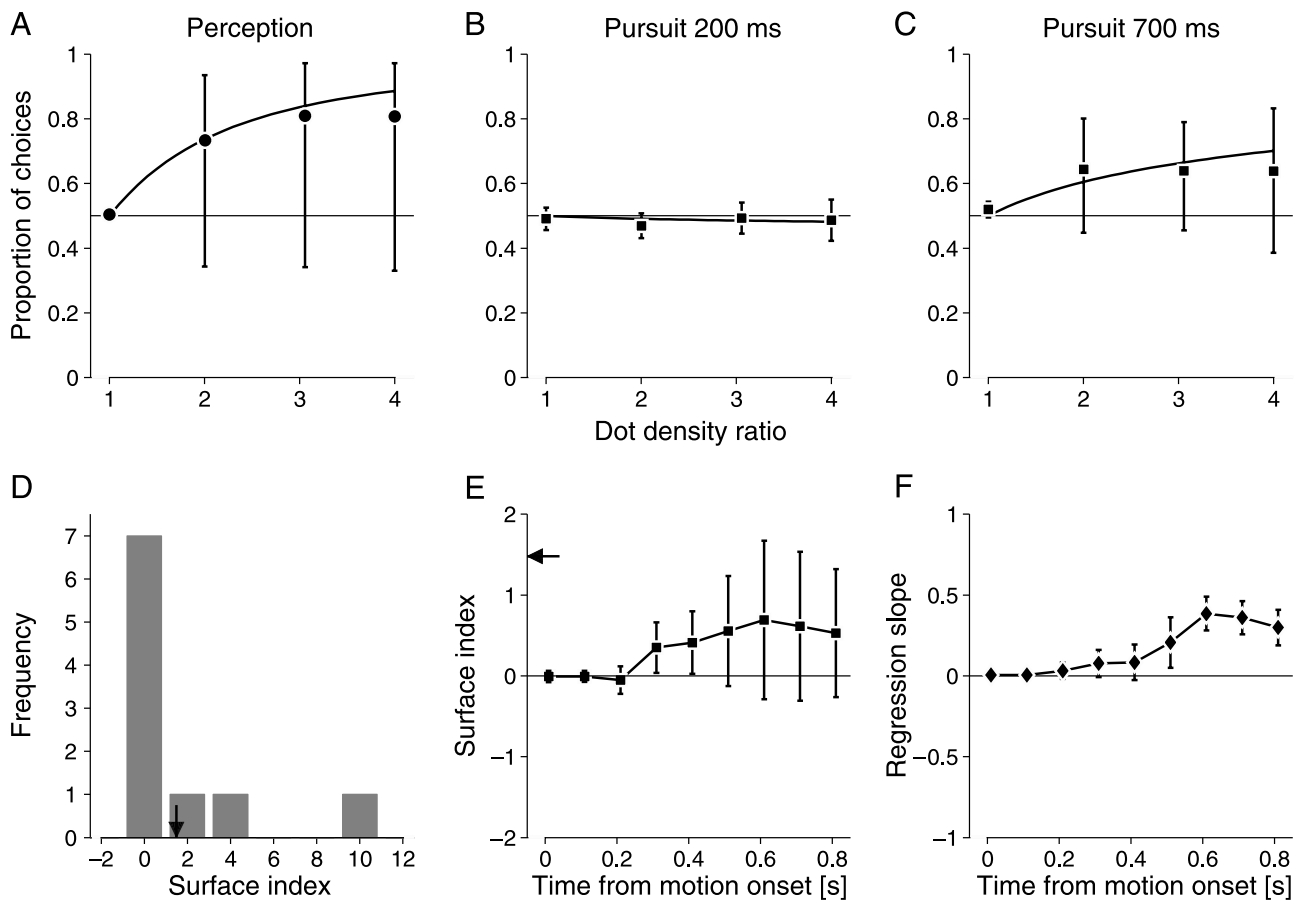 A
Perception
B
Pursuit 200 ms
C
Pursuit 700 ms
Proportion of choices
1
0.8
0.6
0.4
0.2
0
1 2 3 4
1
0.8
0.6
0.4
0.2
0
1 2 3 4
Dot density ratio
1
0.8
0.6
0.4
0.2
0
1 2 3 4
D
Frequency
7
6
5
4
3
2
1
0
−2 0 2 4 6 8 10 12
Surface index
E
Surface index
2
1
0
−1
−2
0 0.2 0.4 0.6 0.8
Time from motion onset [s]
F
Regression slope
1
0.5
0
−0.5
−1
0 0.2 0.4 0.6 0.8
Time from motion onset [s]